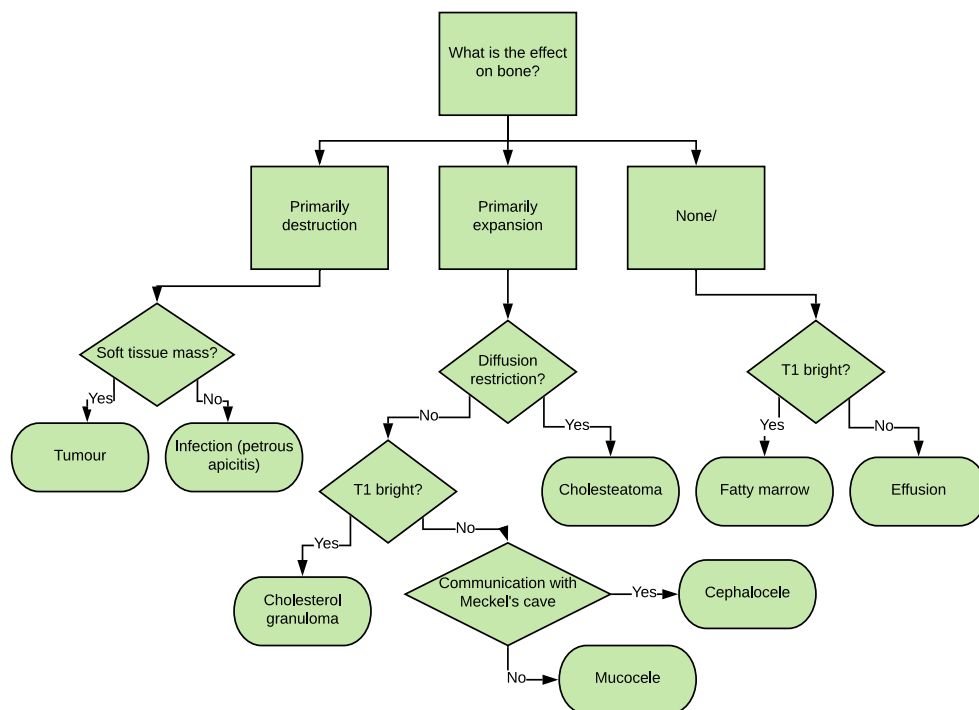 What is the effect
on bone?
Primarily
destruction
Primarily
expansion
None/
Soft tissue mass?
Diffusion
restriction?
T1 bright?
Yes
No
No
Yes
Yes
No
Tumour
Infection (petrous
apicitis)
T1 bright?
Cholesteatoma
Fatty marrow
Effusion
Yes
No
Cholesterol
granuloma
Communication with
Meckel's cave
Yes
Cephalocele
No
Mucocele